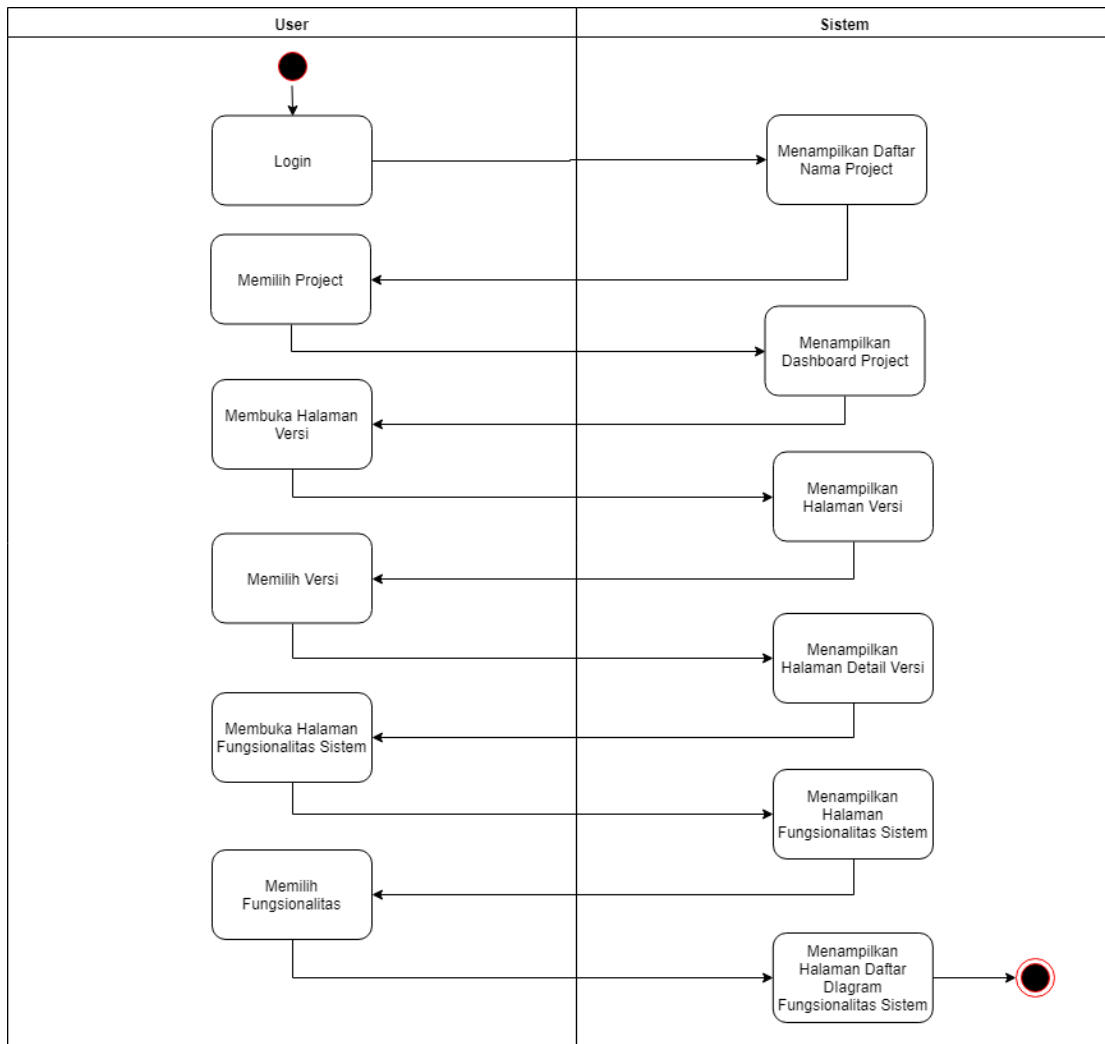 User
Sistem
Login
Menampilkan Daftar
Nama Project
Memilih Project
Menampilkan
Dashboard Project
Membuka Halaman
Versi
Menampilkan
Halaman Versi
Memilih Versi
Menampilkan
Halaman Detail Versi
Membuka Halaman
Fungsionalitas Sistem
Menampilkan
Halaman
Fungsionalitas Sistem
Memilih
Fungsionalitas
Menampilkan
Halaman Daftar
DIagram
Fungsionalitas Sistem